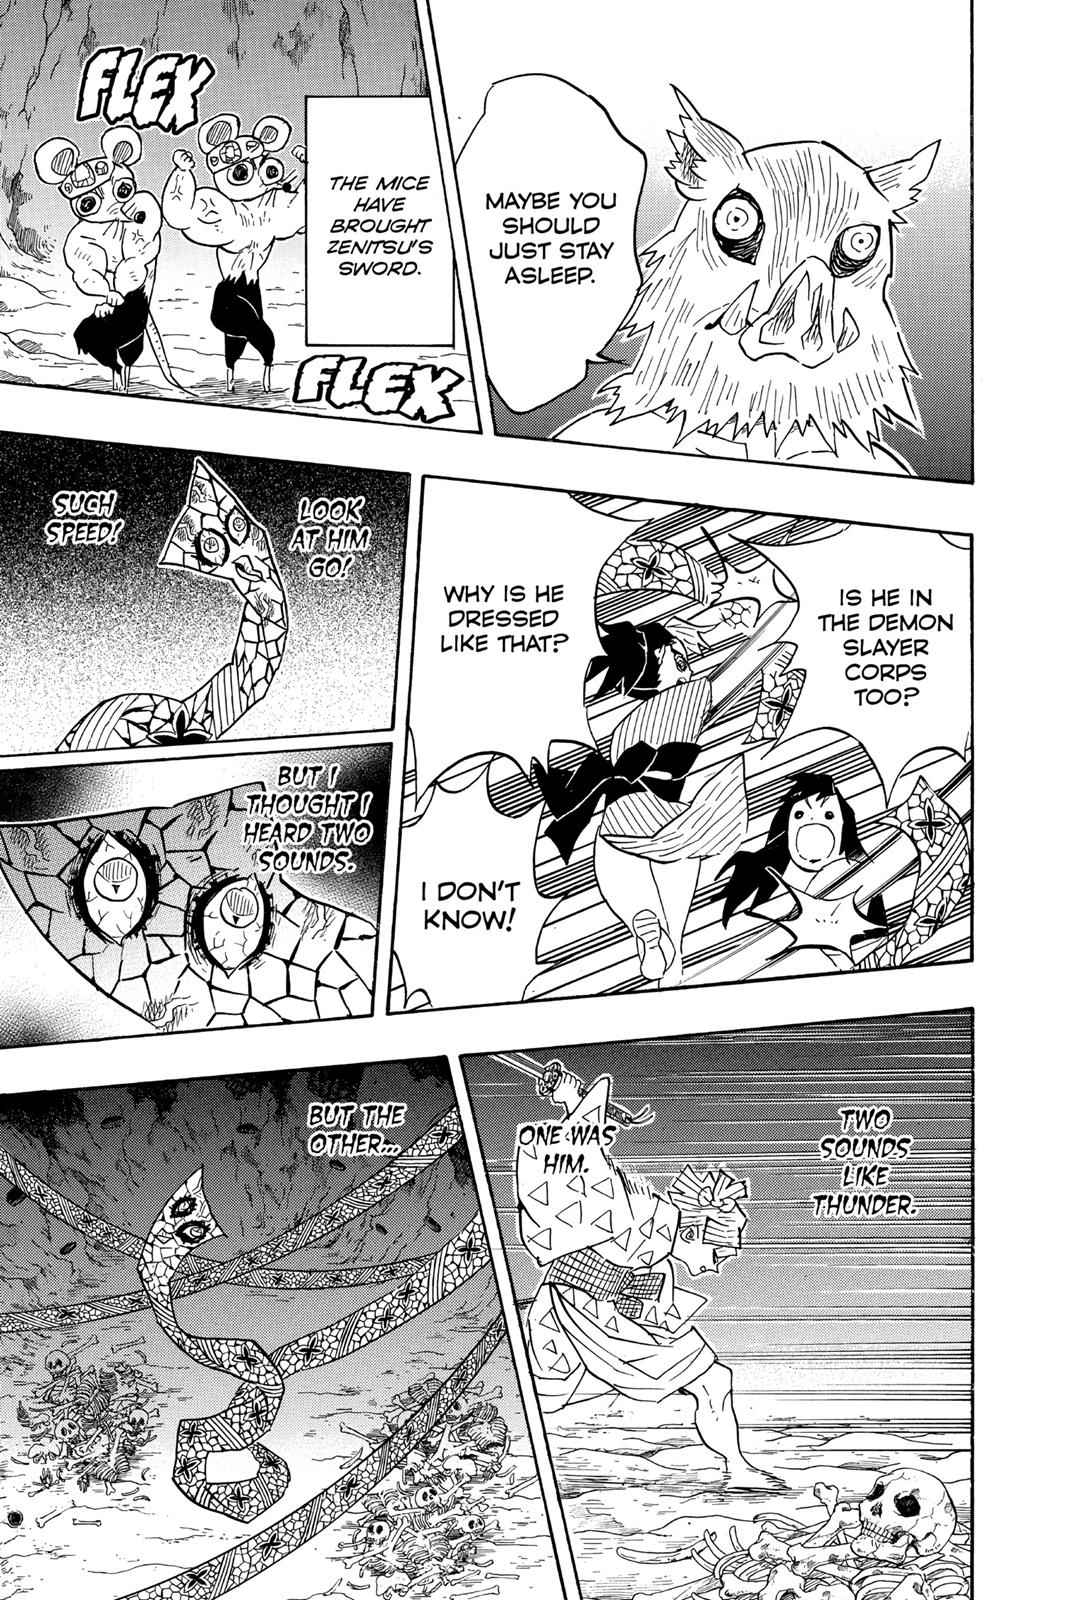 MAYBE YOU
SHOULD
JUST STAY
ASLEEP.
FLEX
THE MICE
HAVE
BROUGHT
ZENITSU'S
SWORD.
FLEX
IS HE IN
THE DEMON
SLAYER
CORPS
TOO?
WHY IS HE
DRESSED
LIKE THAT?
I DON'T
KNOW!
LOOK
AT HIM
GO!
SUCH
SPEED!
BUT I
THOUGHT I
HEARD TWO
SOUNDS.
TWO
SOUNDS
LIKE
THUNDER.
ONE WAS
HIM.
BUT THE
OTHER...